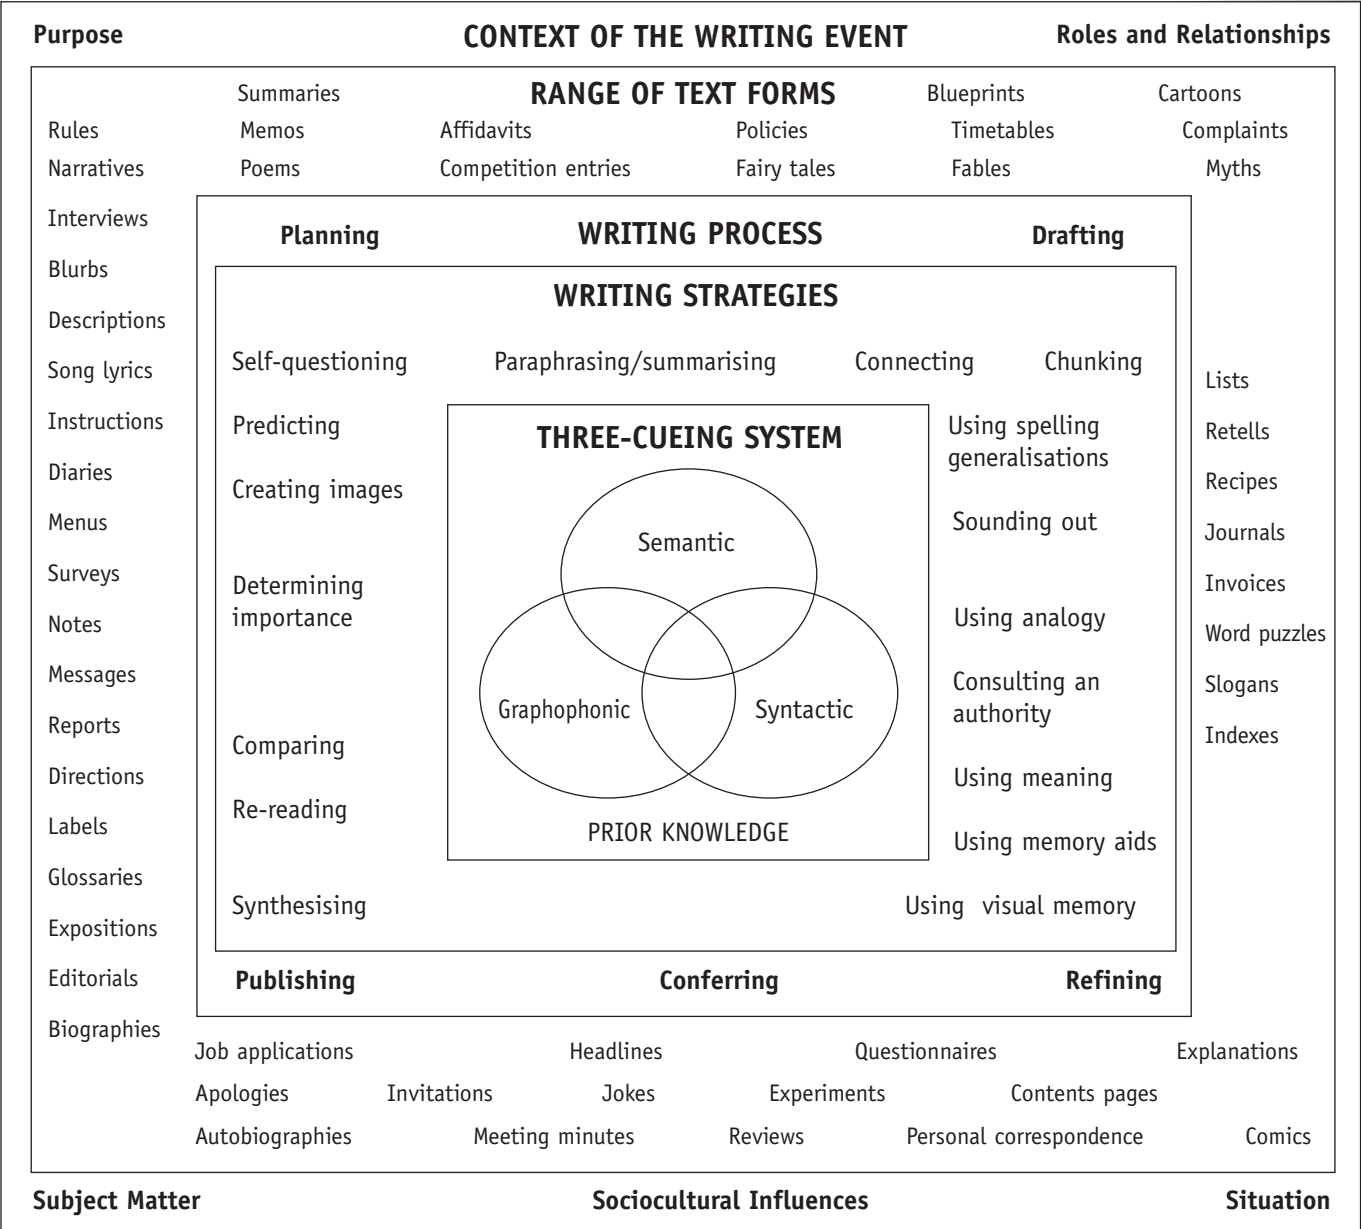 Purpose CONTEXT OF THE WRITING EVENT Roles and Relationships
Summaries RANGE OF TEXT FORMS Blueprints Cartoons
Rules Memos Affidavits Policies Timetables Complaints
Narratives Poems Competition entries Fairy tales Fables Myths
Interviews
Blurbs
Descriptions
Song lyrics
Instructions
Diaries
Menus
Surveys
Notes
Messages
Reports
Directions
Labels
Glossaries
Expositions
Editorials
Biographies
Planning WRITING PROCESS Drafting
WRITING STRATEGIES
Self-questioning Paraphrasing/summarising Connecting Chunking
Predicting
Creating images
Determining
importance
Comparing
Re-reading
Synthesising
THREE-CUEING SYSTEM
Semantic
Graphophonic Syntactic
PRIOR KNOWLEDGE
Using spelling
generalisations
Sounding out
Using analogy
Consulting an
authority
Using meaning
Using memory aids
Using visual memory
Publishing Conferring Refining
Lists
Retells
Recipes
Journals
Invoices
Word puzzles
Slogans
Indexes
Job applications Headlines Questionnaires Explanations
Apologies Invitations Jokes Experiments Contents pages
Autobiographies Meeting minutes Reviews Personal correspondence Comics
Subject Matter Sociocultural Influences Situation